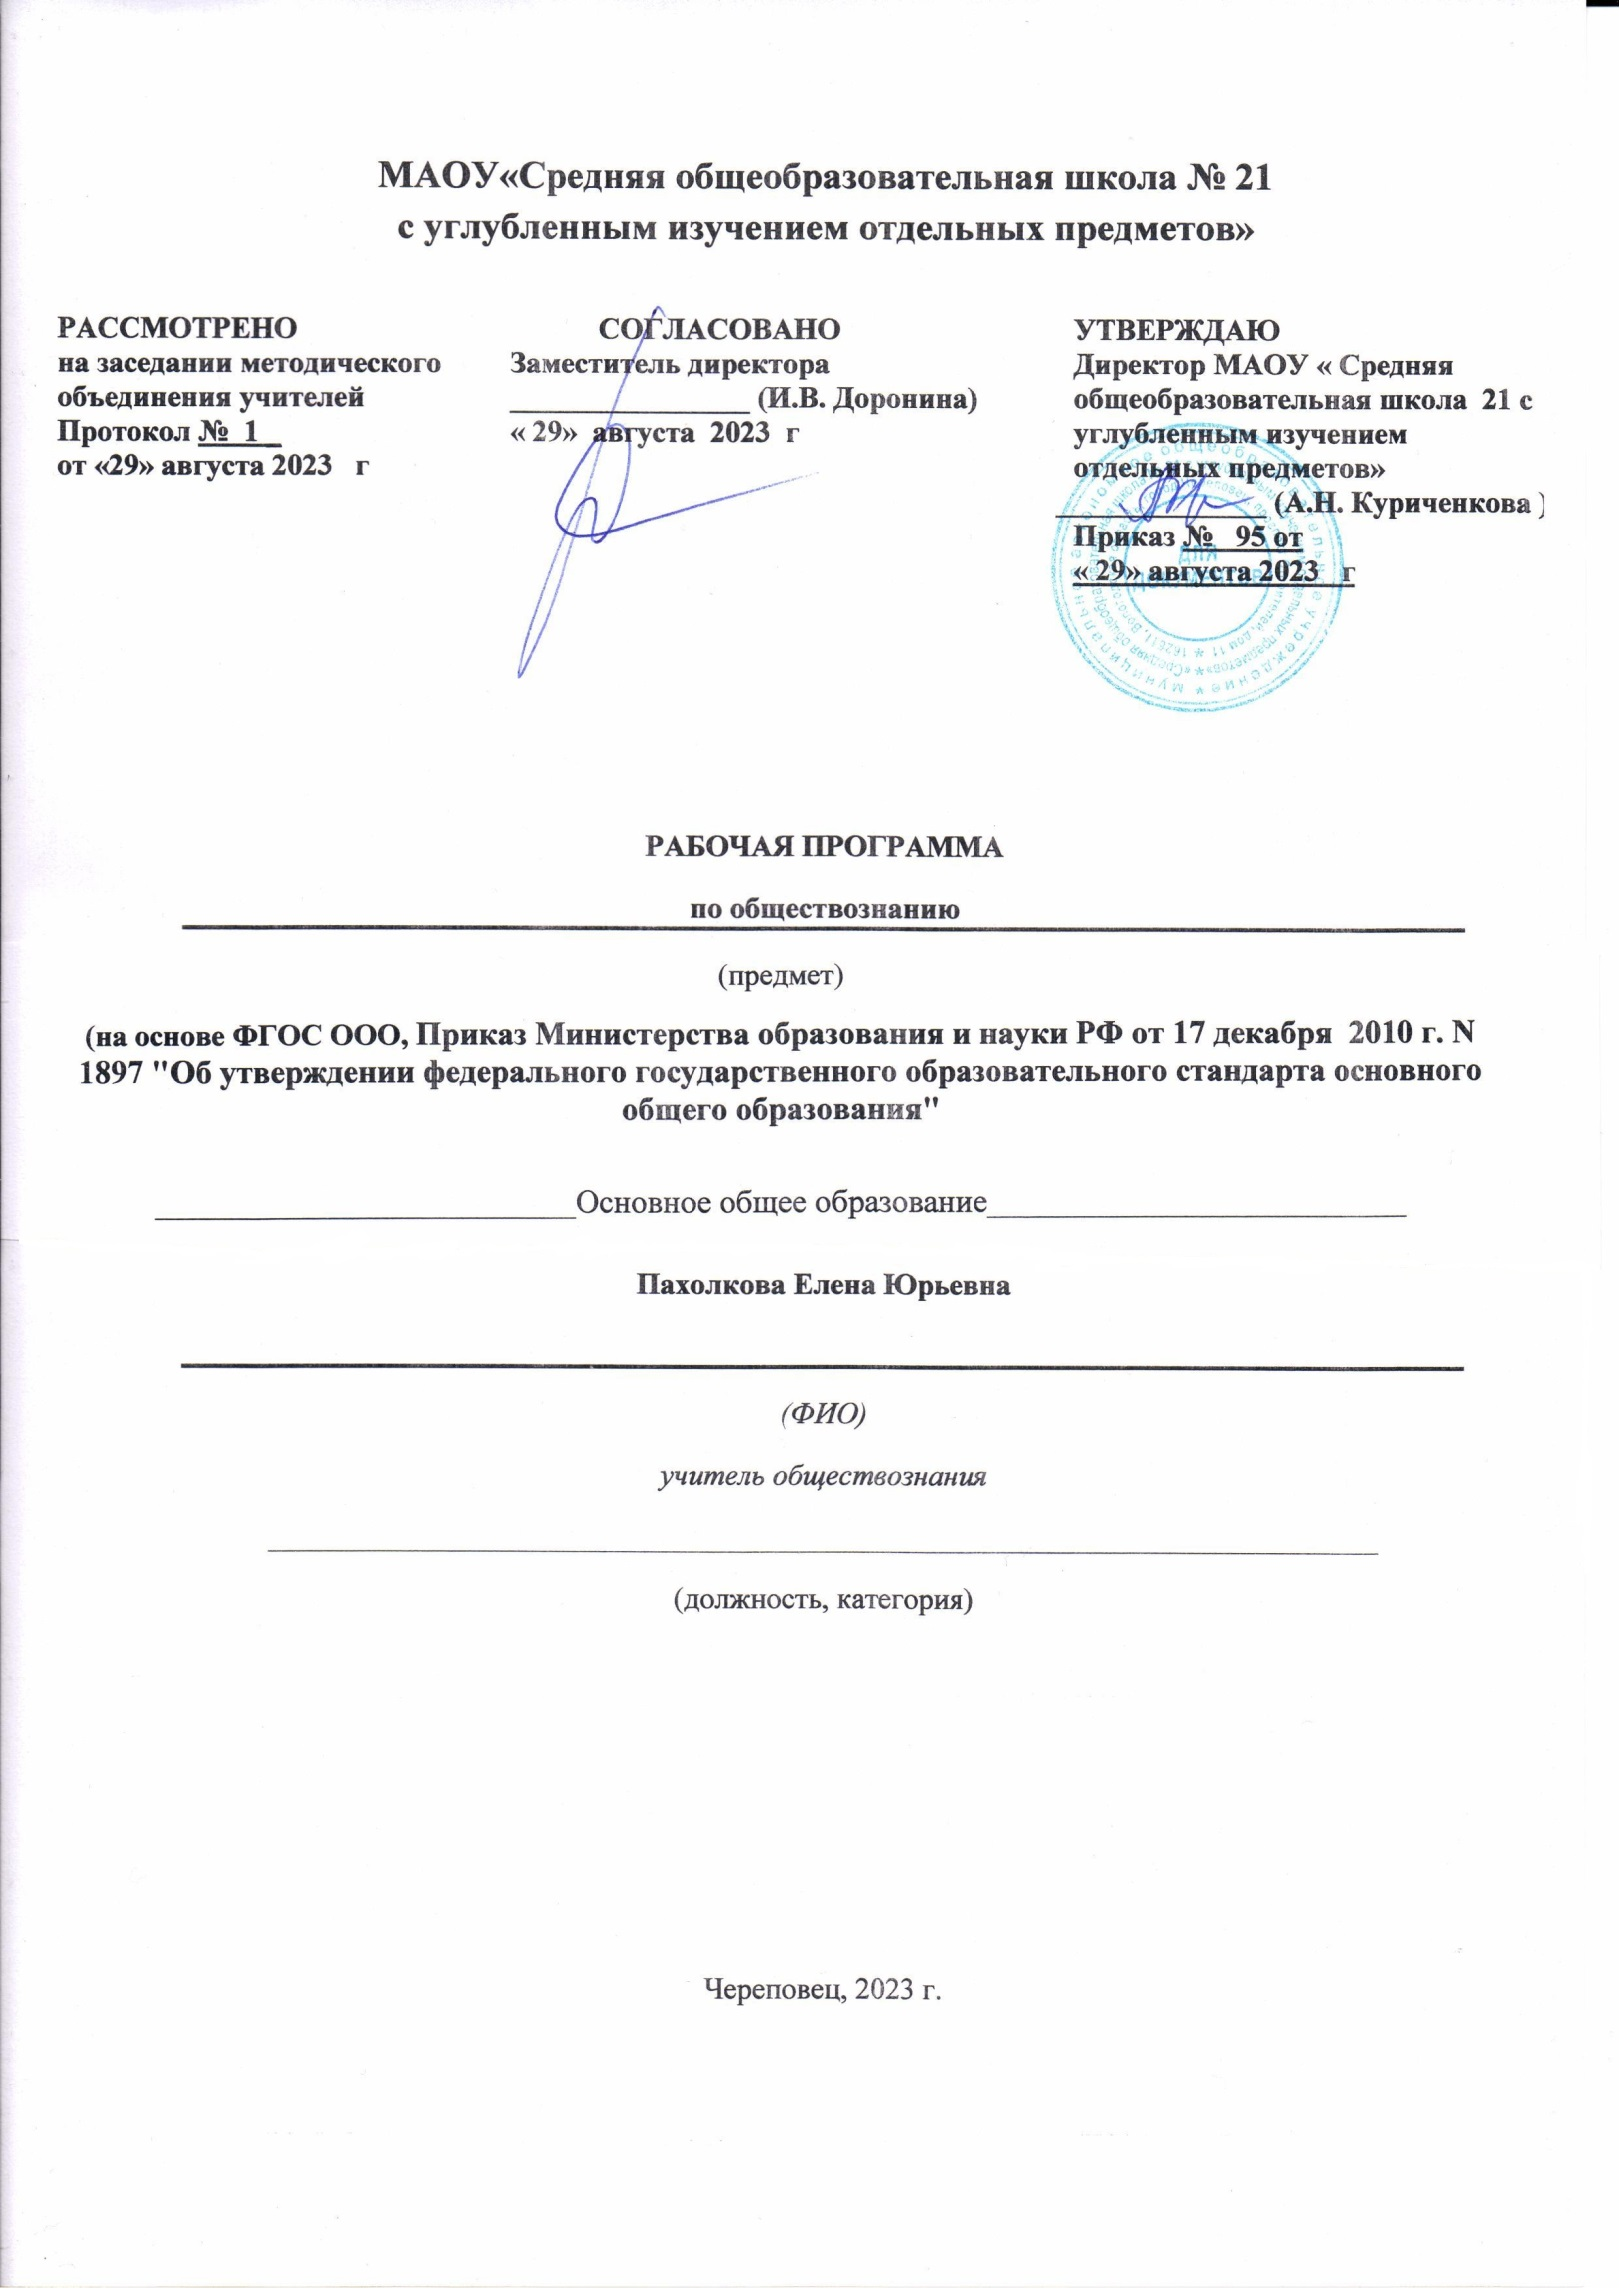 МАОУ«Средняя общеобразовательная школа № 21
с углубленным изучением отдельных предметов»
РАССМОТРЕНО
на заседании методического
объединения учителей
Протокол № 1
от «29» августа 2023 г
СОГЛАСОВАНО
Заместитель директора
(И.В. Доронина)
« 29» августа 2023 г
УТВЕРЖДАЮ
Директор МАОУ « Средняя
общеобразовательная школа 21 с
углубленным изучением
отдельных предметов»
(А.Н. Куриченкова )
Приказ № 95 от
« 29» августа 2023 г
РАБОЧАЯ ПРОГРАММА
по обществознанию
(предмет)
(на основе ФГОС ООО, Приказ Министерства образования и науки РФ от 17 декабря 2010 г. N
1897 "Об утверждении федерального государственного образовательного стандарта основного
общего образования"
Основное общее образование
Пахолкова Елена Юрьевна
(ФИО)
учитель обществознания
(должность, категория)
Череповец, 2023 г.